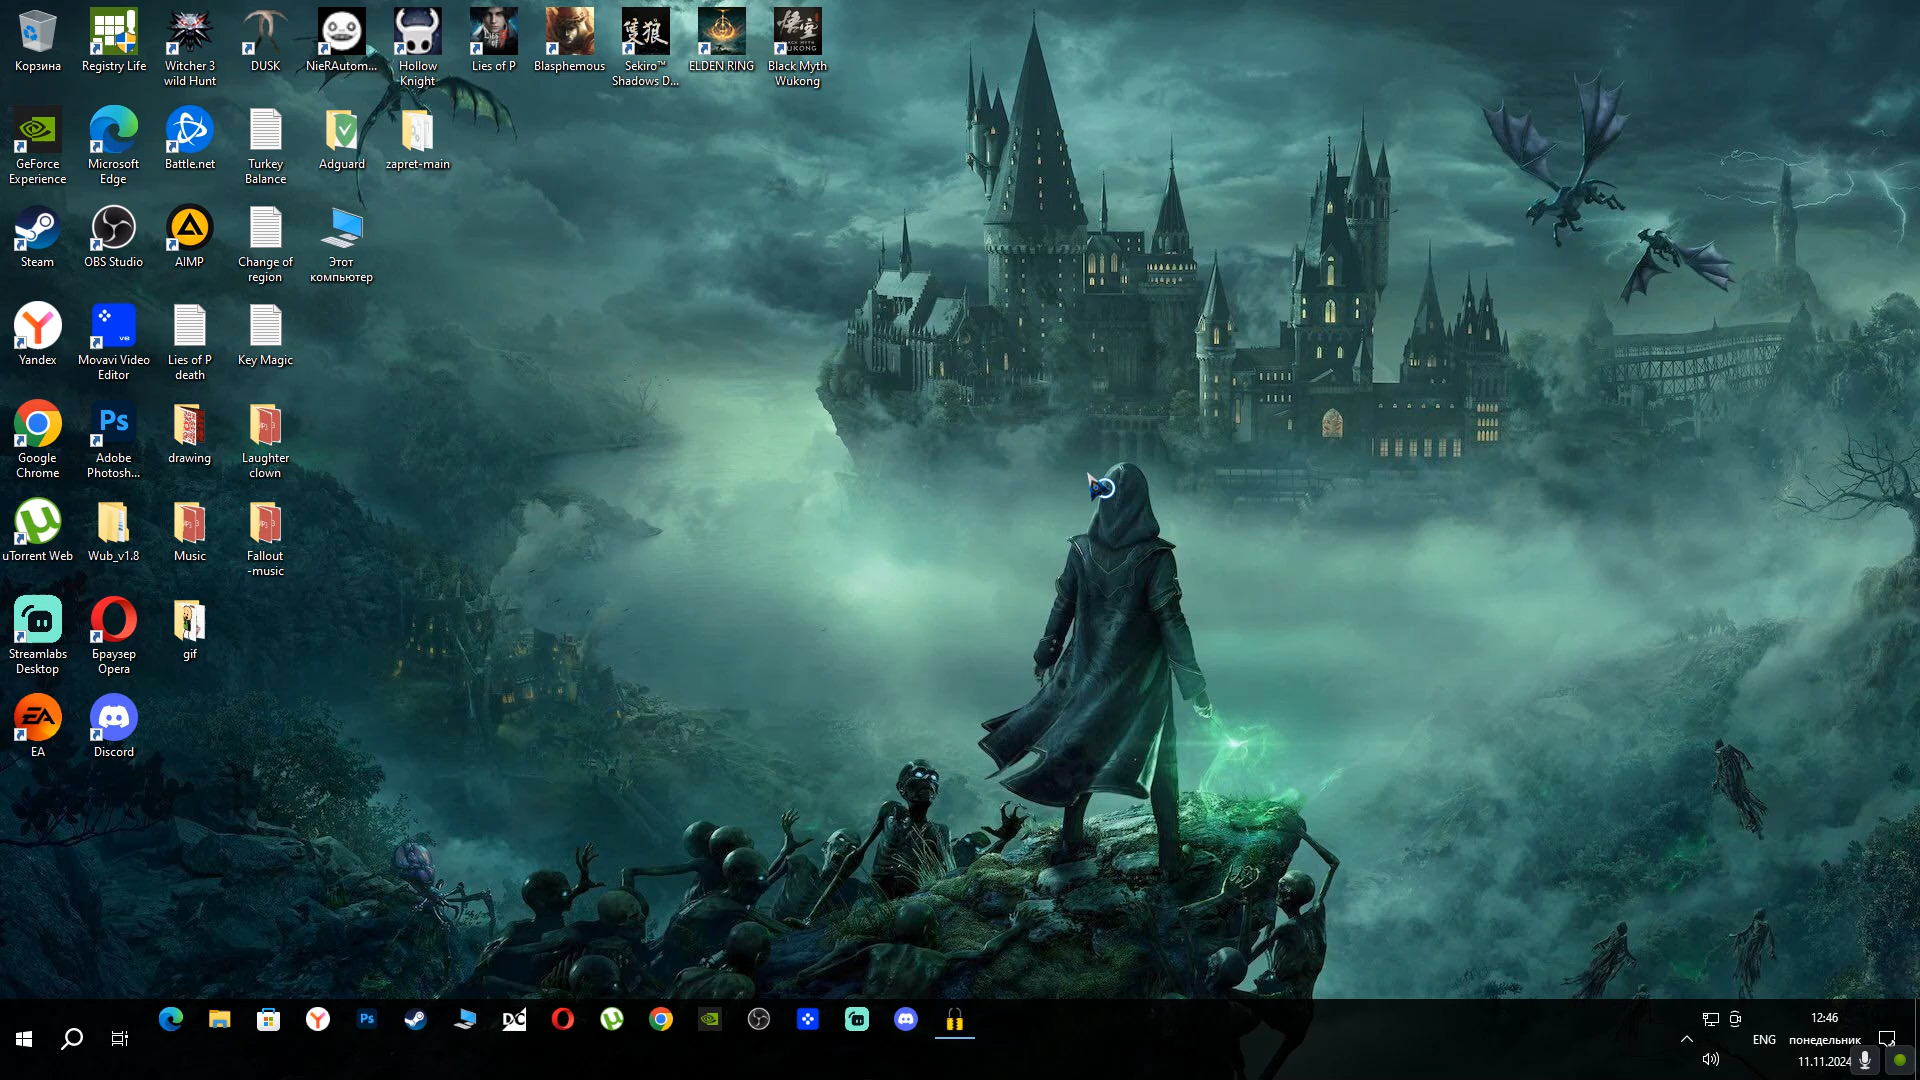 Корзина
Registry Life
Witcher 3
wild Hunt
DUSK
NieRAutom...
Hollow
Knight
Lies of P
Blasphemous
Sekiro™
Shadows D...
ELDEN RING
Black Myth
Wukong
GeForce
Experience
Microsoft
Edge
Battle.net
Turkey
Balance
Adguard
zapret-main
Steam
OBS Studio
AIMP
Change of
region
Этот
компьютер
Yandex
Movavi Video
Editor
Lies of P
death
Key Magic
Google
Chrome
Ps
Adobe
Photosh...
drawing
Laughter
clown
uTorrent Web
Wub_v1.8
Music
Fallout
-music
Streamlabs
Desktop
Браузер
Opera
gif
EA
EA
Discord
Ps
DC
12:46
ENG
понедельник
11.11.2024